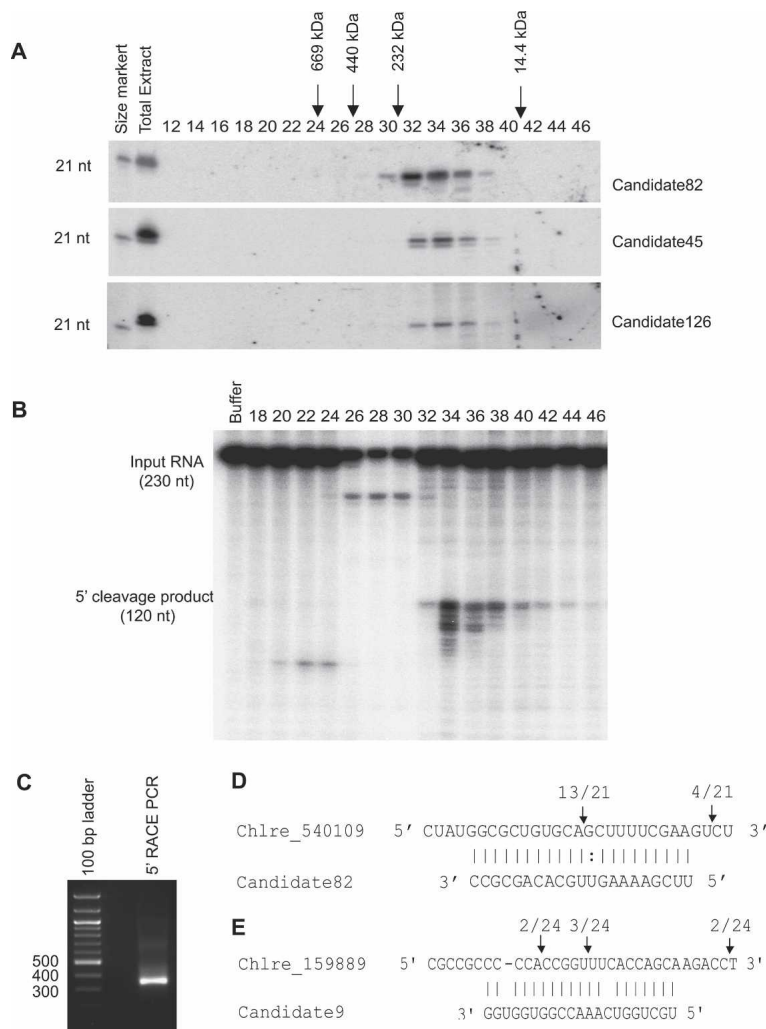 A
Size markert
Total Extract
669 kDa
440 kDa
232 kDa
14.4 kDa
12 14 16 18 20 22 24 26 28 30 32 34 36 38 40 42 44 46
21 nt
Candidate82
21 nt
Candidate45
21 nt
Candidate126
B
Buffer
18 20 22 24 26 28 30 32 34 36 38 40 42 44 46
Input RNA
(230 nt)
5' cleavage product
(120 nt)
C
100 bp ladder
5' RACE PCR
500
400
300
D
13/21 4/21
Chlre_540109 5' CUAUGGCGCUGUGCAGCUUUUCGAAGUCU 3'
||||||||||||:|||||||||
Candidate82 3' CCGCGACACGUUGAAAAGCUU 5'
E
2/24 3/24 2/24
Chlre_159889 5' CGCCGCCC-CCACCGGUUUCACCAGCAAGACCT 3'
|| |||||||||| |||||||
Candidate9 3' GGUGGUGGCCAAACUGGUCGU 5'